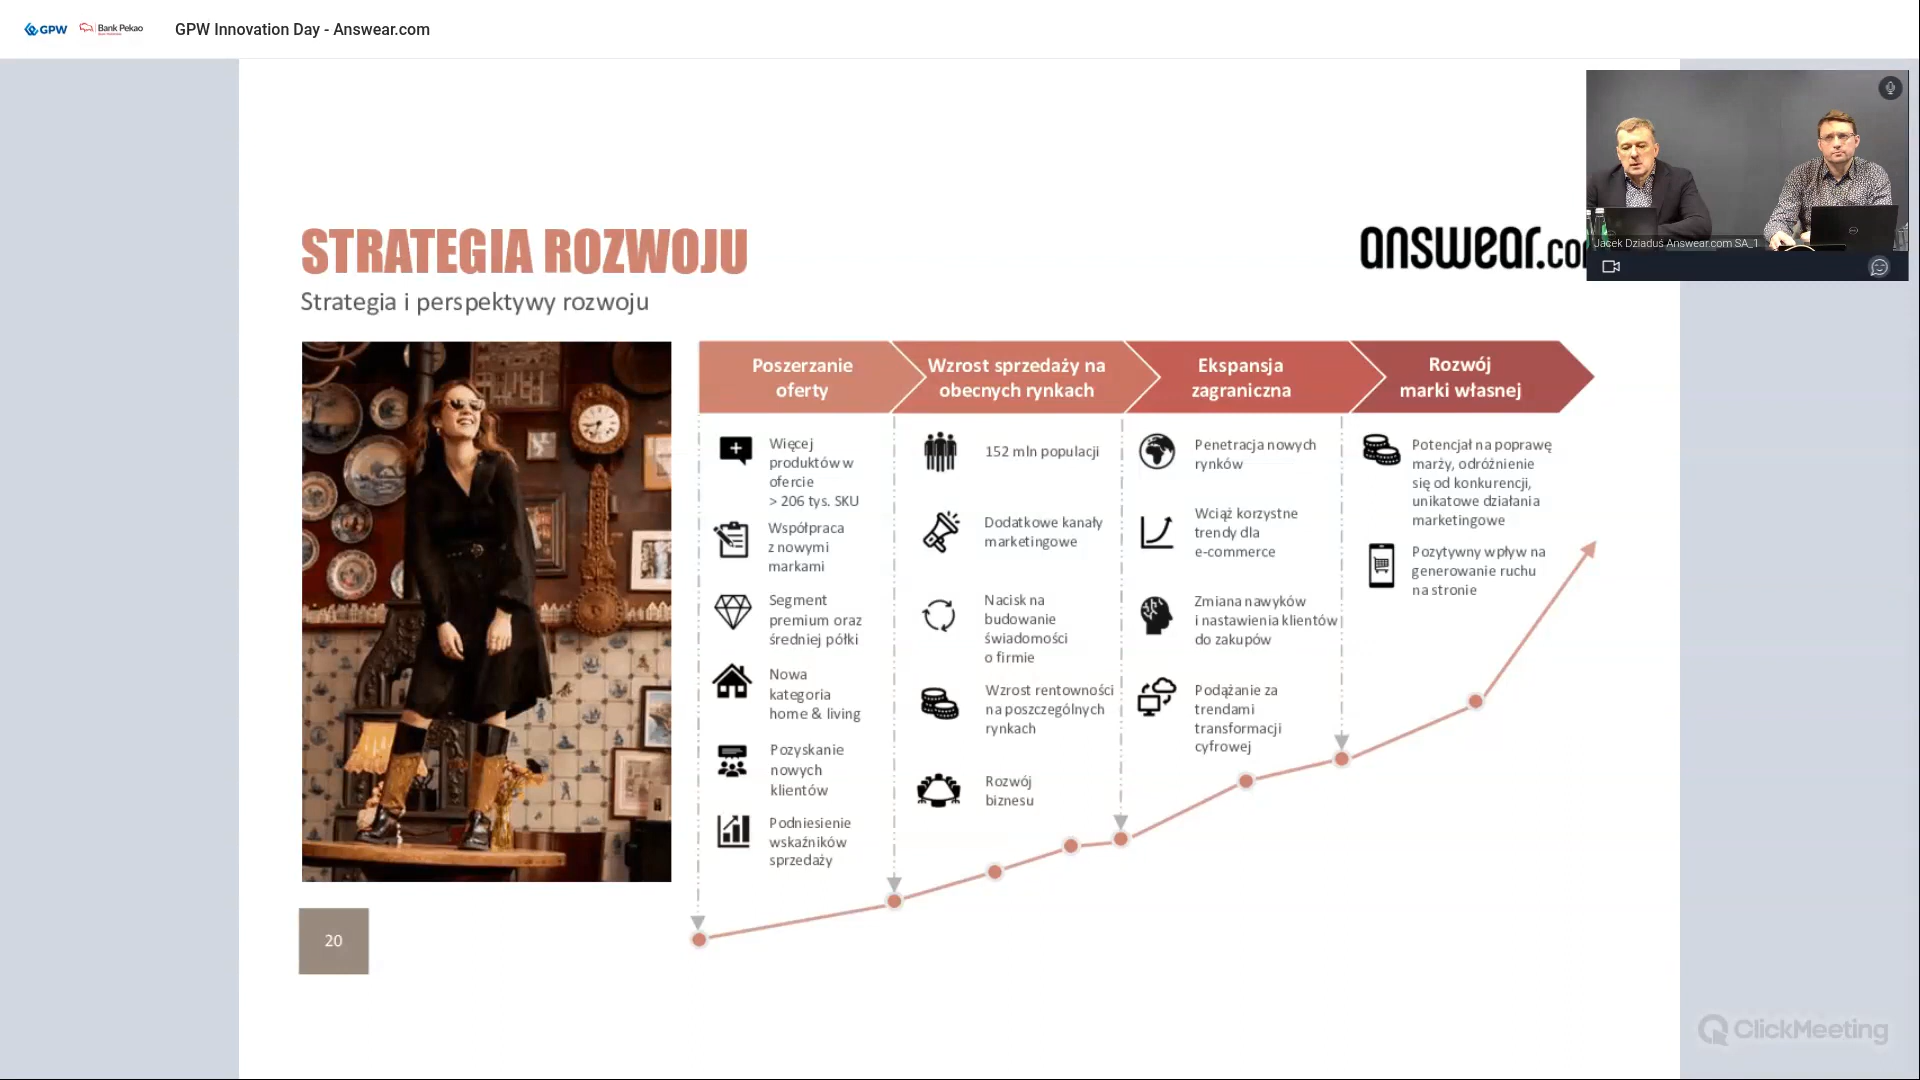 GPW
Bank Pekao
GPW Innovation Day - Answear.com
STRATEGIA ROZWOJU
Strategia i perspektywy rozwoju
answear.co
Jacek Dziaduś Answear.com SA_1
Poszerzanie
oferty
Więcej
produktów w
ofercie
> 206 tys. SKU
Współpraca
z nowymi
markami
Segment
premium oraz
średniej półki
Nowa
kategoria
home & living
Pozyskanie
nowych
klientów
Podniesienie
wskaźników
sprzedaży
Wzrost sprzedaży na
obecnych rynkach
152 mln populacji
Dodatkowe kanały
marketingowe
Nacisk na
budowanie
świadomości
o firmie
Wzrost rentowności
na poszczególnych
rynkach
Rozwój
biznesu
Ekspansja
zagraniczna
Penetracja nowych
rynków
Wciąż korzystne
trendy dla
e-commerce
Zmiana nawyków
i nastawienia klientów
do zakupów
Podążanie za
trendami
transformacji
cyfrowej
Rozwój
marki własnej
Potencjał na poprawę
marży, odróżnienie
się od konkurencji,
unikatowe działania
marketingowe
Pozytywny wpływ na
generowanie ruchu
na stronie
20
ClickMeeting